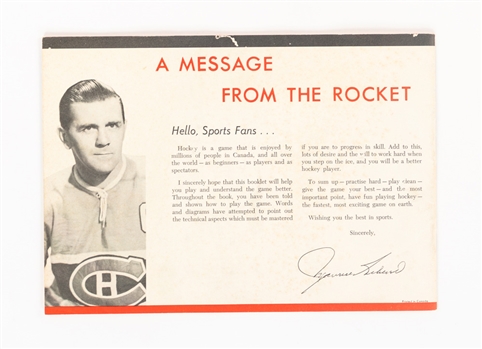 A MESSAGE
FROM THE ROCKET
Hello, Sports Fans . . .
Hockey is a game that is enjoyed by
millions of people in Canada, and all over
the world — as beginners — as players and as
spectators.
I sincerely hope that this booklet will help
you play and understand the game better.
Throughout the book, you have been told
and shown how to play the game. Words
and diagrams have attempted to point out
the technical aspects which must be mastered
if you are to progress in skill. Add to this,
lots of desire and the will to work hard when
you step on the ice, and you will be a better
hockey player.
To sum up — practise hard — play clean —
give the game your best — and the most
important point, have fun playing hockey —
the fastest, most exciting game on earth.
Wishing you the best in sports.
Sincerely,
Maurice Richard
CH